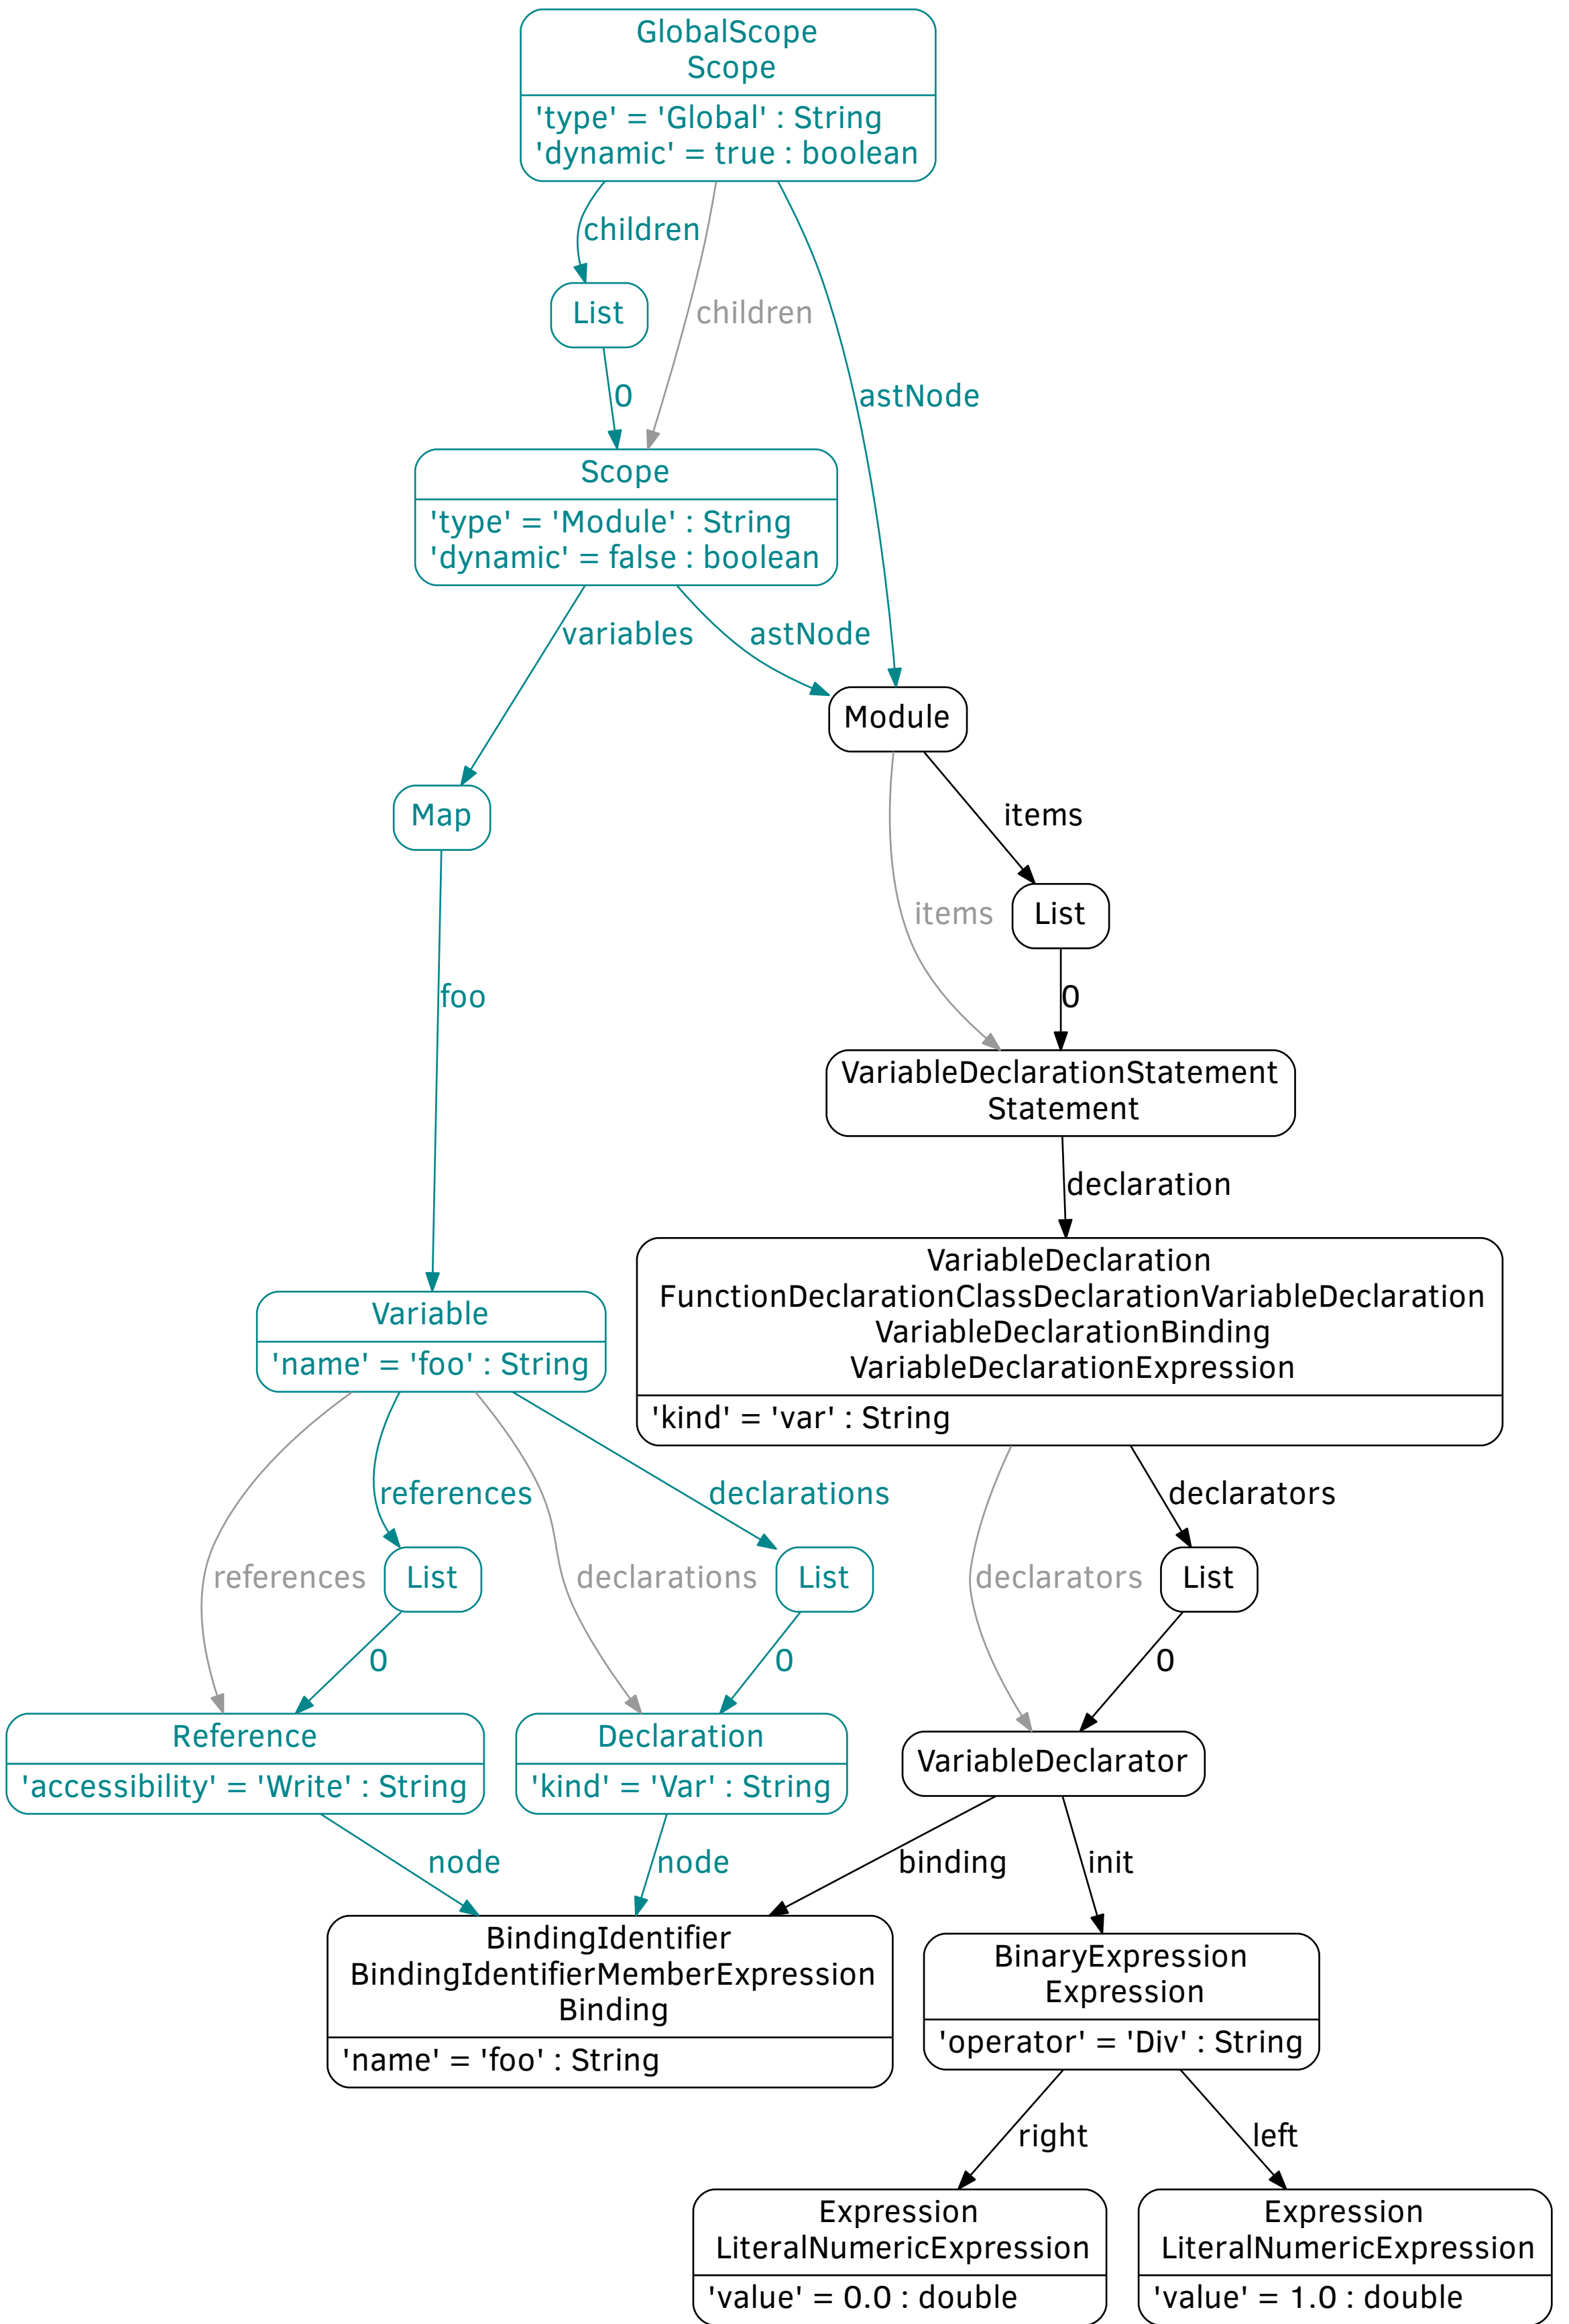 GlobalScope
Scope
'type' = 'Global' : String
'dynamic' = true : boolean
children
List
children
0
astNode
Scope
'type' = 'Module' : String
'dynamic' = false : boolean
variables
astNode
Module
Map
items
items
List
foo
0
VariableDeclarationStatement
Statement
declaration
VariableDeclaration
FunctionDeclarationClassDeclarationVariableDeclaration
VariableDeclarationBinding
VariableDeclarationExpression
'kind' = 'var' : String
Variable
'name' = 'foo' : String
references
declarations
declarators
references
List
declarations
List
declarators
List
0
0
0
Reference
'accessibility' = 'Write' : String
Declaration
'kind' = 'Var' : String
VariableDeclarator
node
node
binding
init
BindingIdentifier
BindingIdentifierMemberExpression
Binding
'name' = 'foo' : String
BinaryExpression
Expression
'operator' = 'Div' : String
right
left
Expression
LiteralNumericExpression
'value' = 0.0 : double
Expression
LiteralNumericExpression
'value' = 1.0 : double